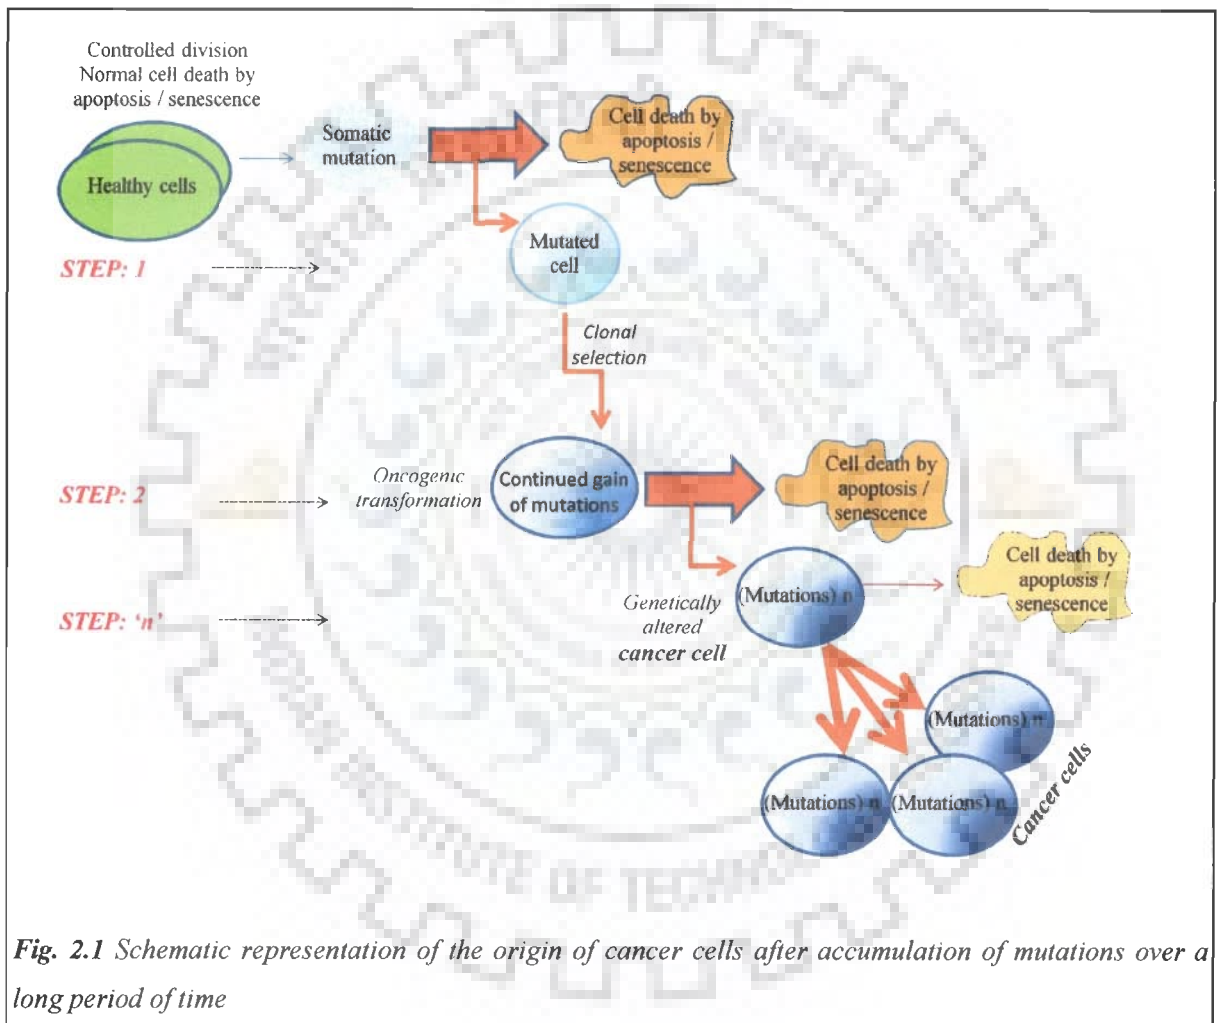 Controlled division
Normal cell death by
apoptosis / senescence
Healthy cells
Somatic
mutation
Cell death by
apoptosis /
senescence
Mutated
cell
STEP: 1
Clonal
selection
STEP: 2
Oncogenic
transformation
Continued gain
of mutations
Cell death by
apoptosis /
senescence
STEP: 'n'
Genetically
altered
cancer cell
(Mutations) n
Cell death by
apoptosis /
senescence
(Mutations) n
(Mutations) n
(Mutations) n
Cancer cells
INSTITUTE OF TECHNOLOGY
Fig. 2.1 Schematic representation of the origin of cancer cells after accumulation of mutations over a
long period of time